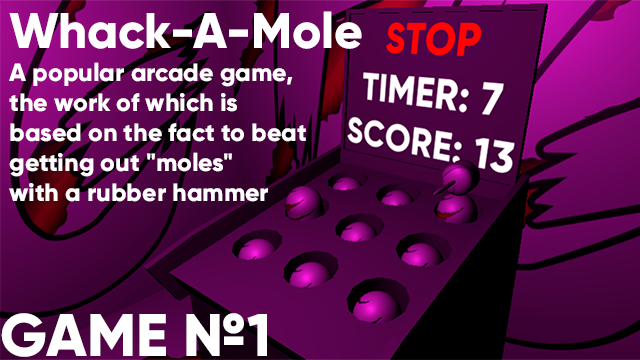 Whack-A-Mole
A popular arcade game,
the work of which is
based on the fact to beat
getting out "moles"
with a rubber hammer
STOP
TIMER: 7
SCORE: 13
GAME №1